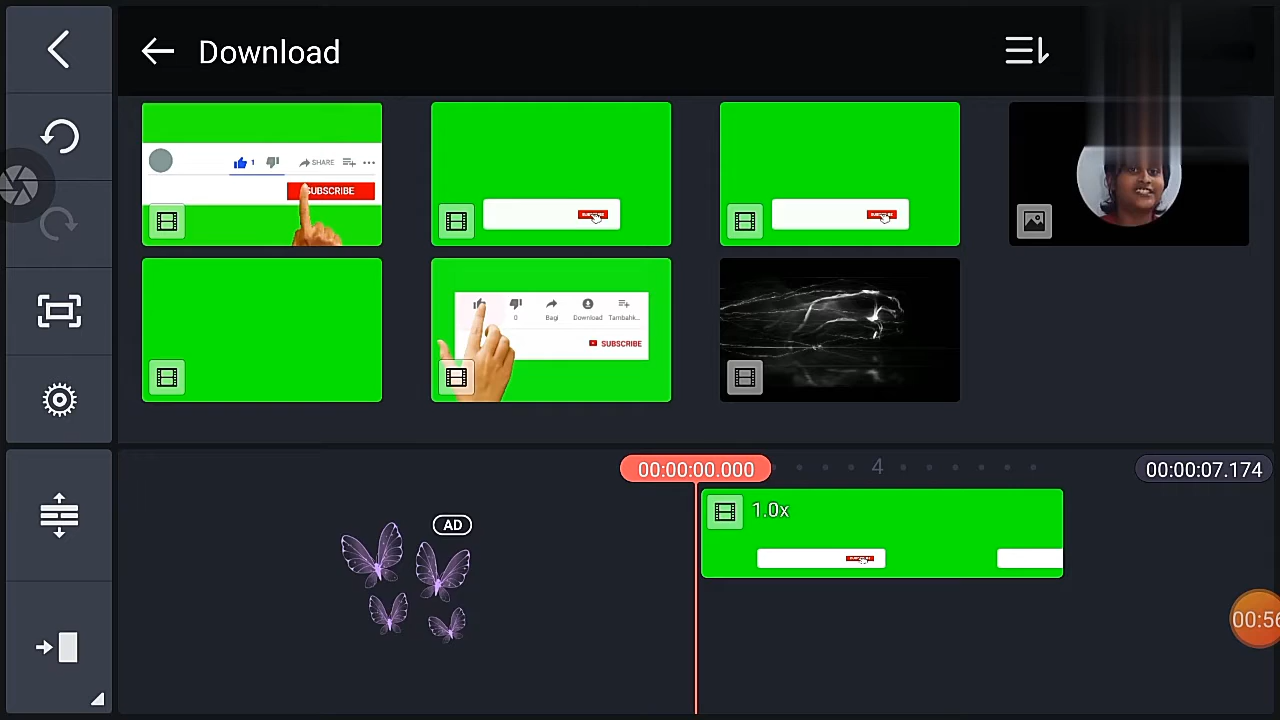 Download
1 SHARE
SUBSCRIBE
0 Bagi Download Tambahk...
SUBSCRIBE
00:00:00.000
4
00:00:07.174
AD
1.0x
00:56